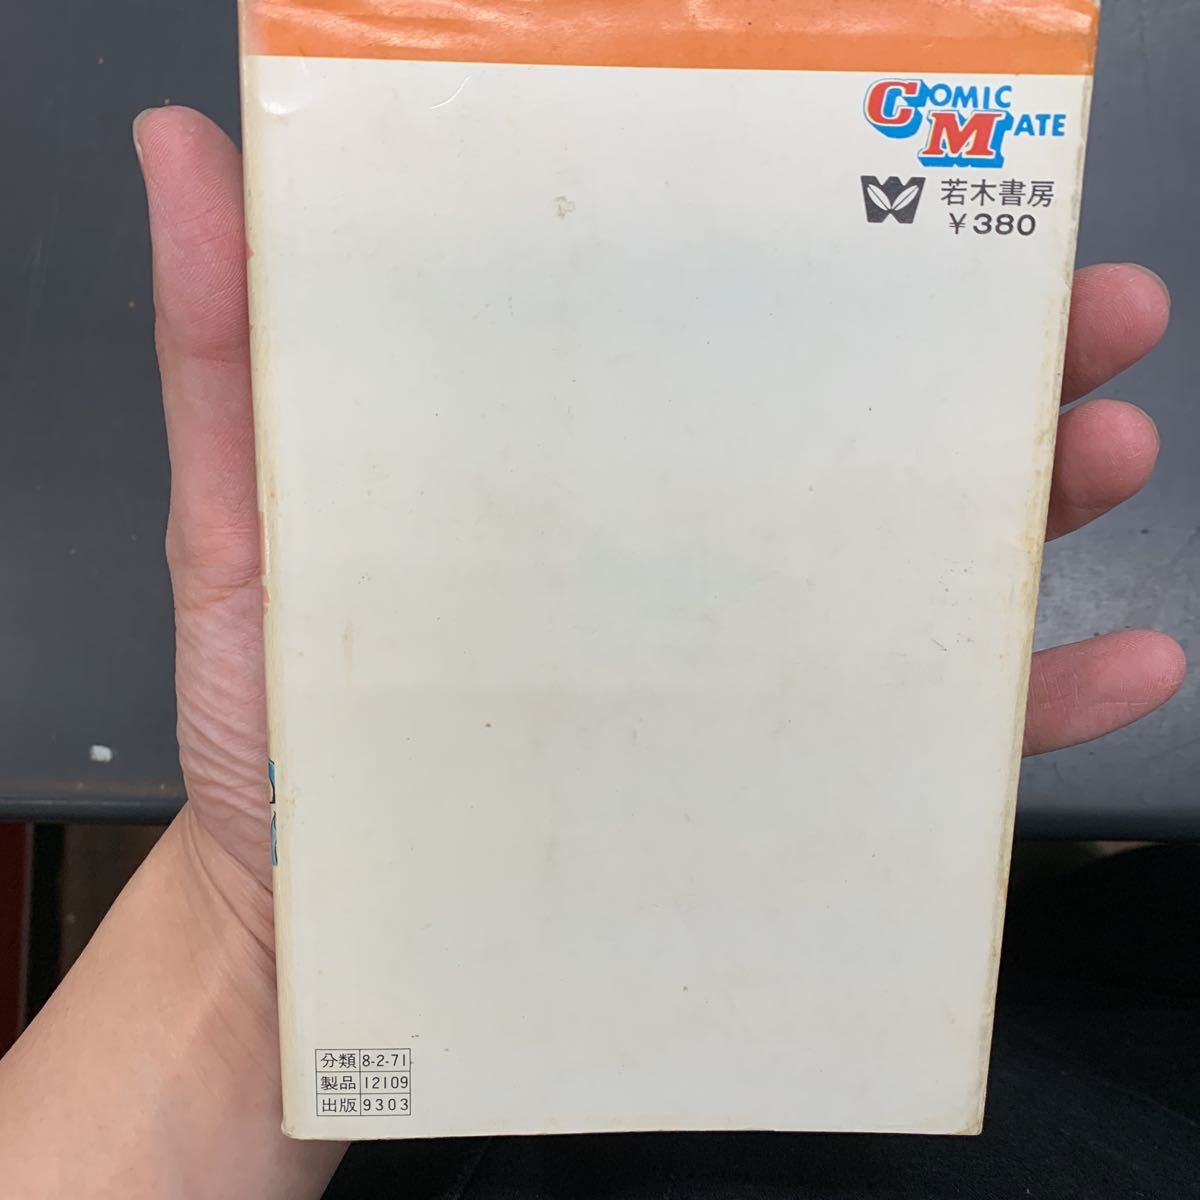 COMIC
MATE
若木書房
￥380
分類 8-2-71
製品 12109
出版 9303